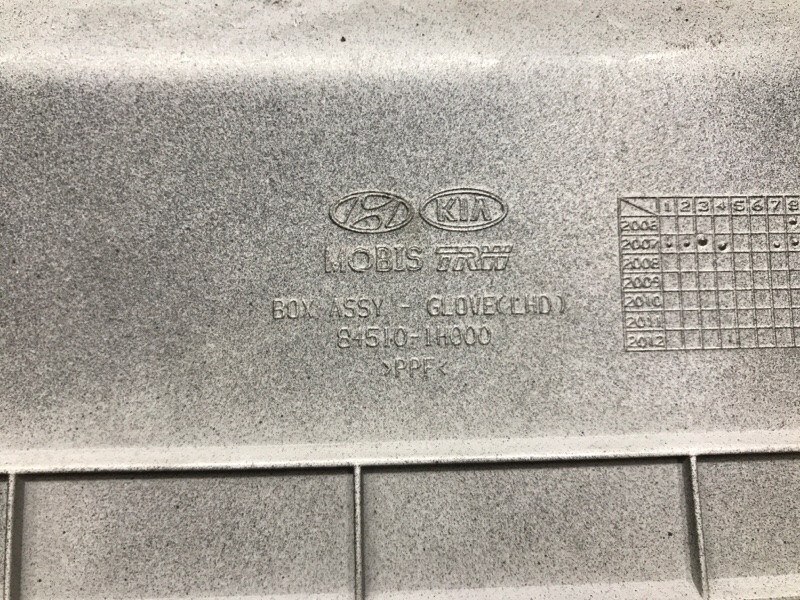 KIA
MOBIS TRW
BOX ASSY - GLOVE(LHD)
84510-1H000
>PPF<
1 2 3 4 5 6 7 8
2006
2007
2008
2009
2010
2011
2012